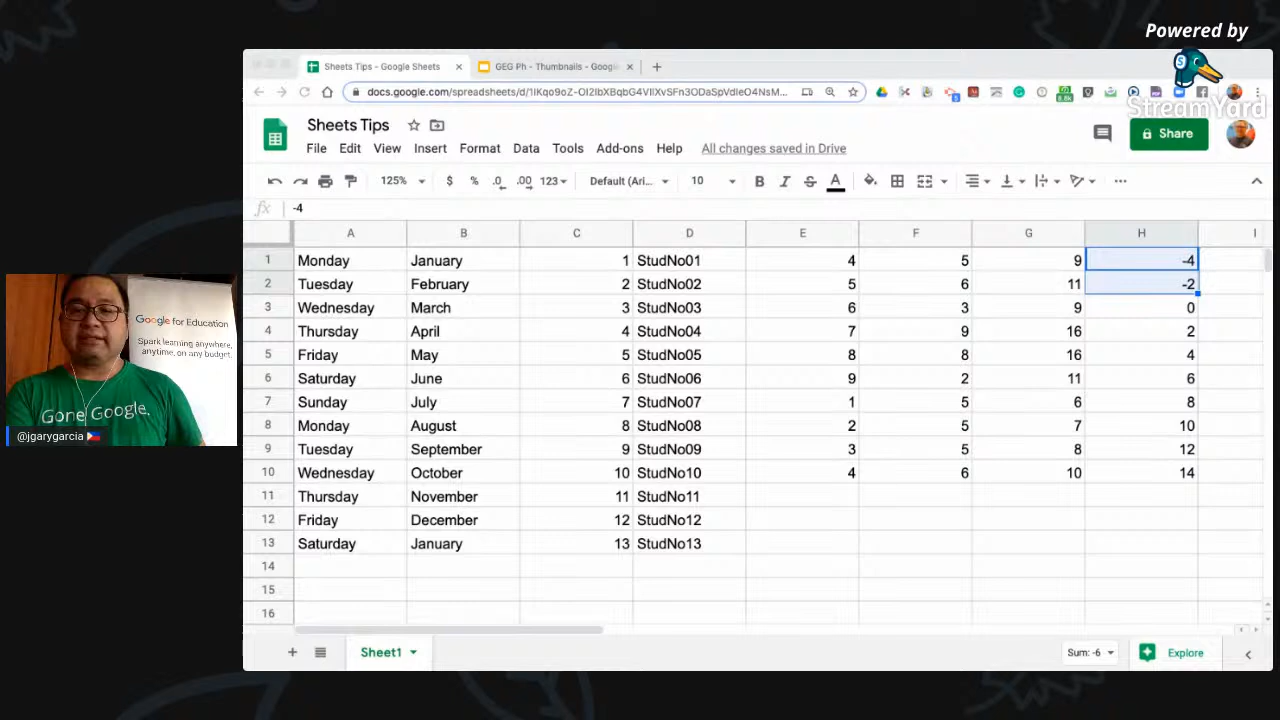 Powered by
StreamYard
Sheets Tips - Google Sheets
GEG Ph - Thumbnails - Googl
Sheets Tips
File Edit View Insert Format Data Tools Add-ons Help All changes saved in Drive
Share
125% $ % .0 .00 123 Default (Ari... 10
fx -4
A B C D E F G H I
1 Monday January 1 StudNo01 4 5 9 -4
2 Tuesday February 2 StudNo02 5 6 11 -2
3 Wednesday March 3 StudNo03 6 3 9 0
4 Thursday April 4 StudNo04 7 9 16 2
5 Friday May 5 StudNo05 8 8 16 4
6 Saturday June 6 StudNo06 9 2 11 6
7 Sunday July 7 StudNo07 1 5 6 8
8 Monday August 8 StudNo08 2 5 7 10
9 Tuesday September 9 StudNo09 3 5 8 12
10 Wednesday October 10 StudNo10 4 6 10 14
11 Thursday November 11 StudNo11
12 Friday December 12 StudNo12
13 Saturday January 13 StudNo13
14
15
16
Sheet1
Sum: -6
Explore
Google for Education
Spark learning anywhere,
anytime, on any budget.
Gone Google.
@jgarygarcia